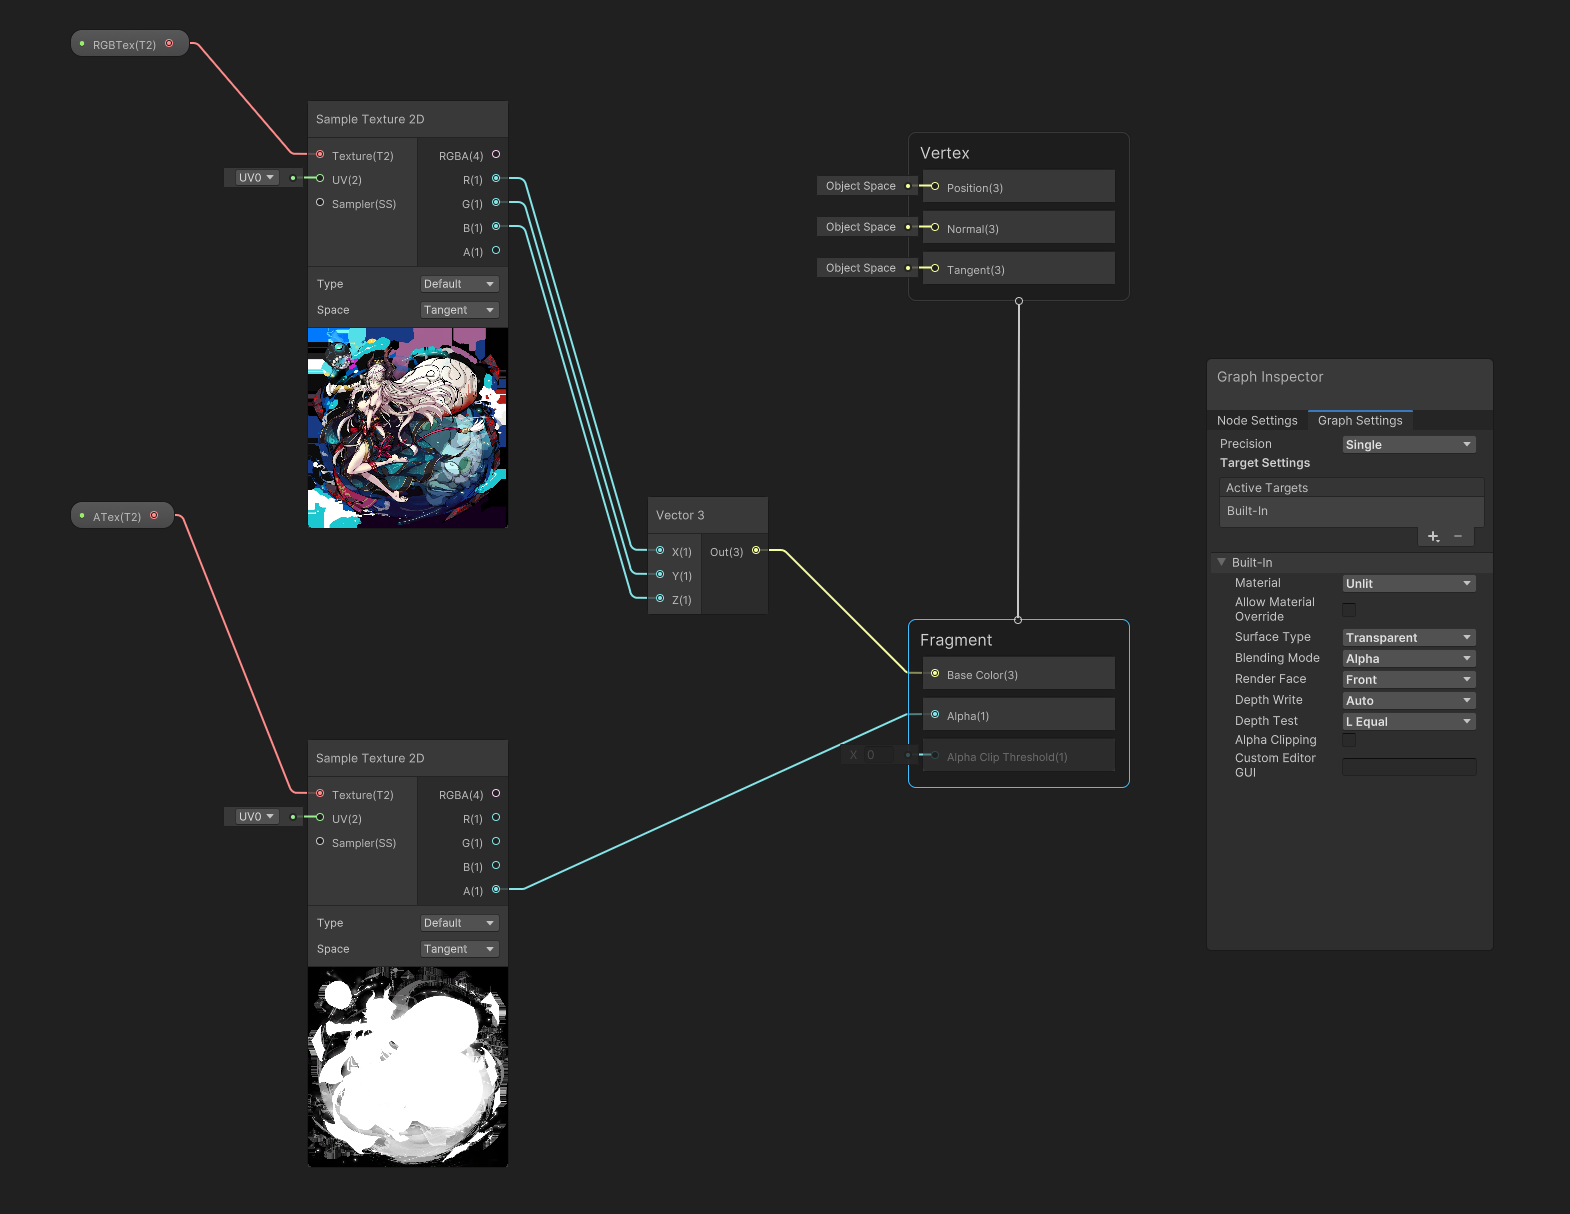 RGBTex(T2)
Sample Texture 2D
Texture(T2)
RGBA(4)
UV0
UV(2)
R(1)
Sampler(SS)
G(1)
B(1)
A(1)
Type
Default
Space
Tangent
ATex(T2)
Sample Texture 2D
Texture(T2)
RGBA(4)
UV0
UV(2)
R(1)
Sampler(SS)
G(1)
B(1)
A(1)
Type
Default
Space
Tangent
Vector 3
X(1)
Out(3)
Y(1)
Z(1)
Vertex
Object Space
Position(3)
Object Space
Normal(3)
Object Space
Tangent(3)
Fragment
Base Color(3)
Alpha(1)
X 0
Alpha Clip Threshold(1)
Graph Inspector
Node Settings
Graph Settings
Precision
Single
Target Settings
Active Targets
Built-In
Built-In
Material
Unlit
Allow Material
Override
Surface Type
Transparent
Blending Mode
Alpha
Render Face
Front
Depth Write
Auto
Depth Test
L Equal
Alpha Clipping
Custom Editor
GUI